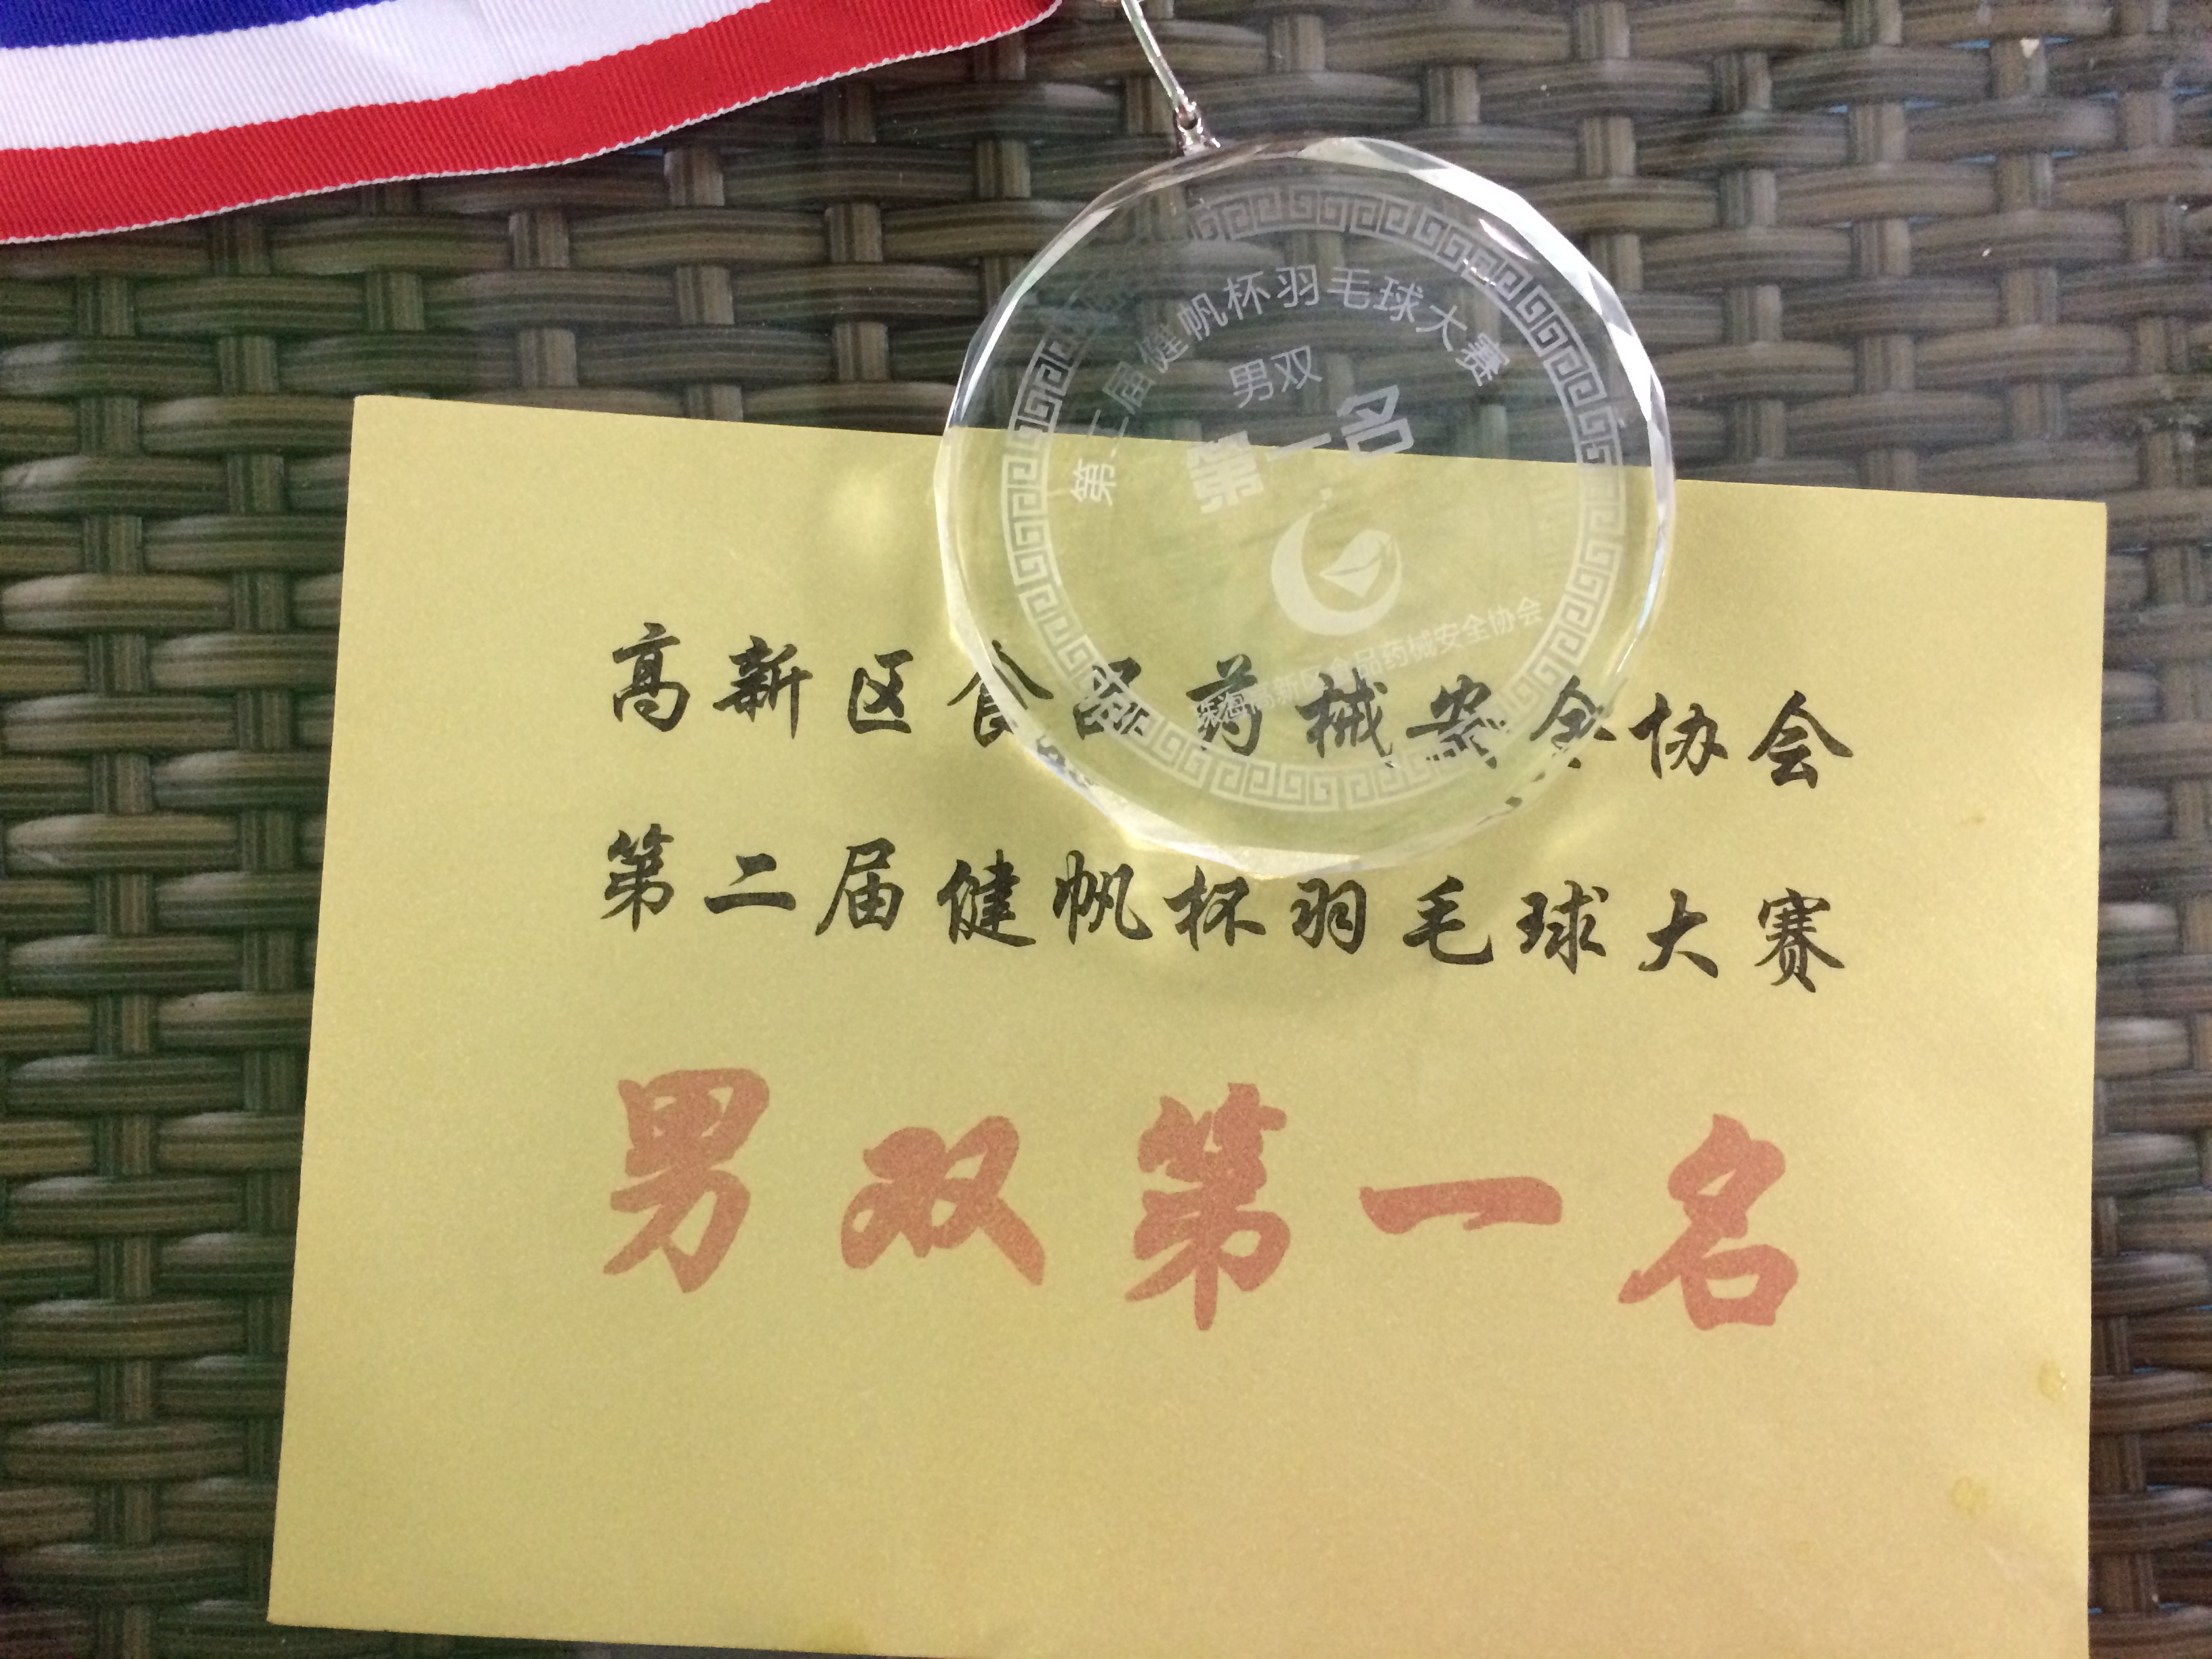 第二届健帆杯羽毛球大赛
男双
第一名
珠海高新区食品药械安全协会
高新区食品药械安全协会
第二届健帆杯羽毛球大赛
男双第一名